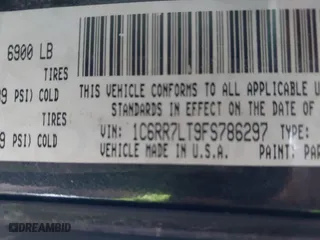 6900 LB
TIRES
PSI) COLD
THIS VEHICLE CONFORMS TO ALL APPLICABLE
STANDARDS IN EFFECT ON THE DATE OF
TIRES
PSI) COLD
VIN: 1C6RR7LT9FS786297 TYPE:
VEHICLE MADE IN U.S.A. PAINT: PA
DREAMBID